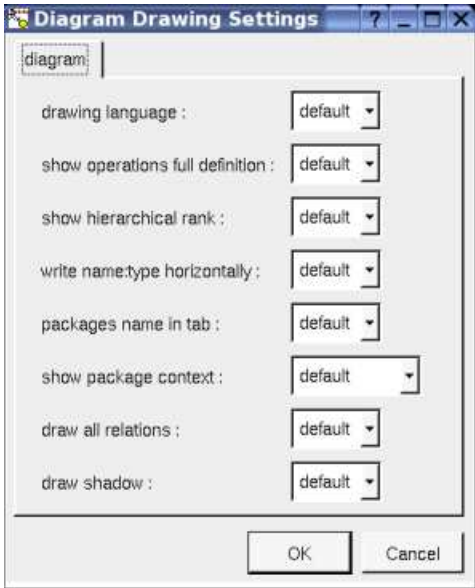 Diagram Drawing Settings ?
diagram
drawing language : default
show operations full definition : default
show hierarchical rank : default
write name:type horizontally : default
packages name in tab : default
show package context : default
draw all relations : default
draw shadow : default
OK Cancel